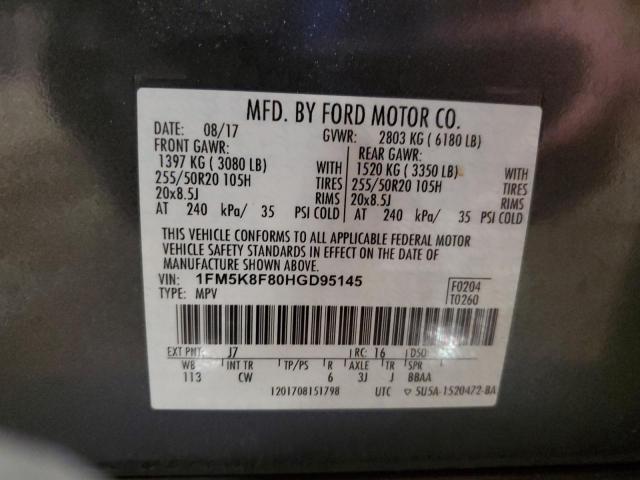 MFD. BY FORD MOTOR CO.
DATE: 08/17 GVWR: 2803 KG ( 6180 LB)
FRONT GAWR: REAR GAWR:
1397 KG ( 3080 LB) WITH 1520 KG ( 3350 LB) WITH
255/50R20 105H TIRES 255/50R20 105H TIRES
20x8.5J RIMS 20x8.5J RIMS
AT 240 kPa/ 35 PSI COLD AT 240 kPa/ 35 PSI COLD
THIS VEHICLE CONFORMS TO ALL APPLICABLE FEDERAL MOTOR
VEHICLE SAFETY STANDARDS IN EFFECT ON THE DATE OF
MANUFACTURE SHOWN ABOVE.
VIN: 1FM5K8F80HGD95145 F0204
TYPE: MPV T0260
EXT PNT: J7 RC: 16 DSO:
WB INT TR TP/PS R AXLE TR SPR
113 CW 6 3J J BBAA
1201708151798 UTC ▽ 5U5A-1520472-BA